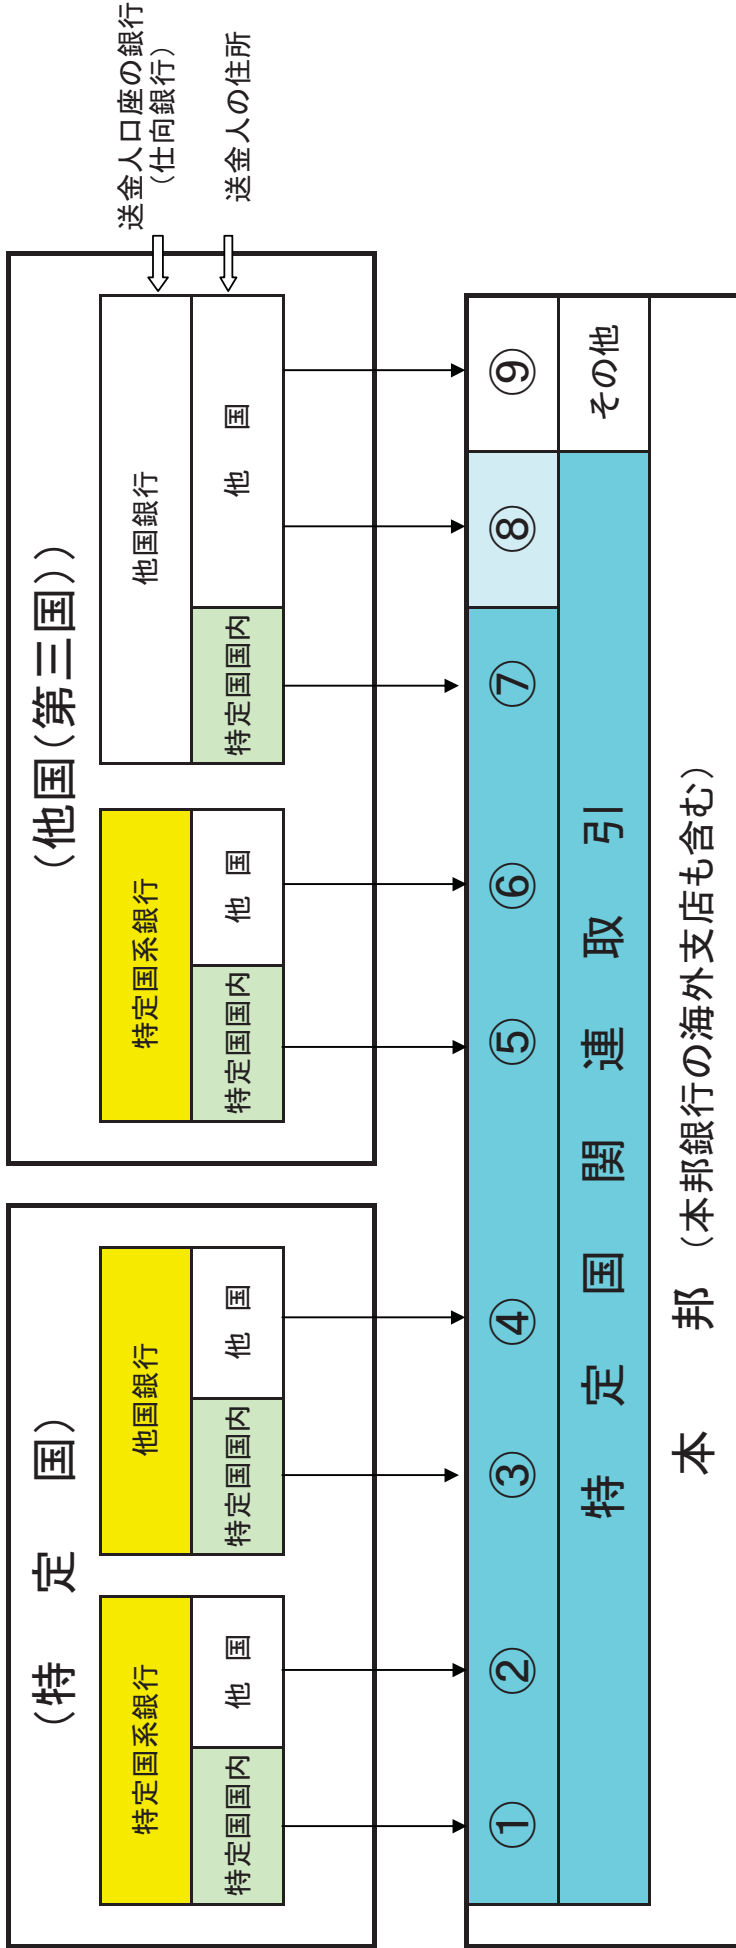 (特 定 国)
特定国系銀行
特定国国内
他 国
他国銀行
特定国国内
他 国
(他国(第三国))
特定国系銀行
特定国国内
他 国
他国銀行
特定国国内
他 国
送金人口座の銀行
(仕向銀行)
送金人の住所
① ② ③ ④ ⑤ ⑥ ⑦ ⑧ ⑨
特 定 国 関 連 取 引
その他
本 邦 (本邦銀行の海外支店も含む)